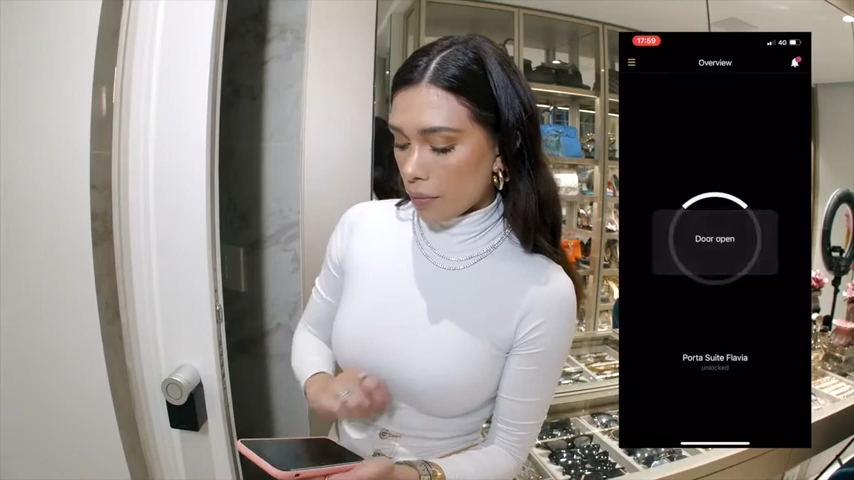 17:59
4G
Overview
Door open
Porta Suite Flavia
unlocked